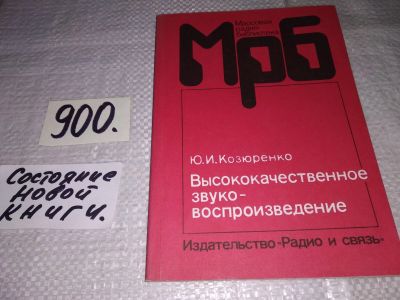 900.
Состояние
новой
книги.
Массовая
радио-
библиотека
Мрб
Ю.И.Козюренко
Высококачественное
звуко-
воспроизведение
Издательство «Радио и связь»